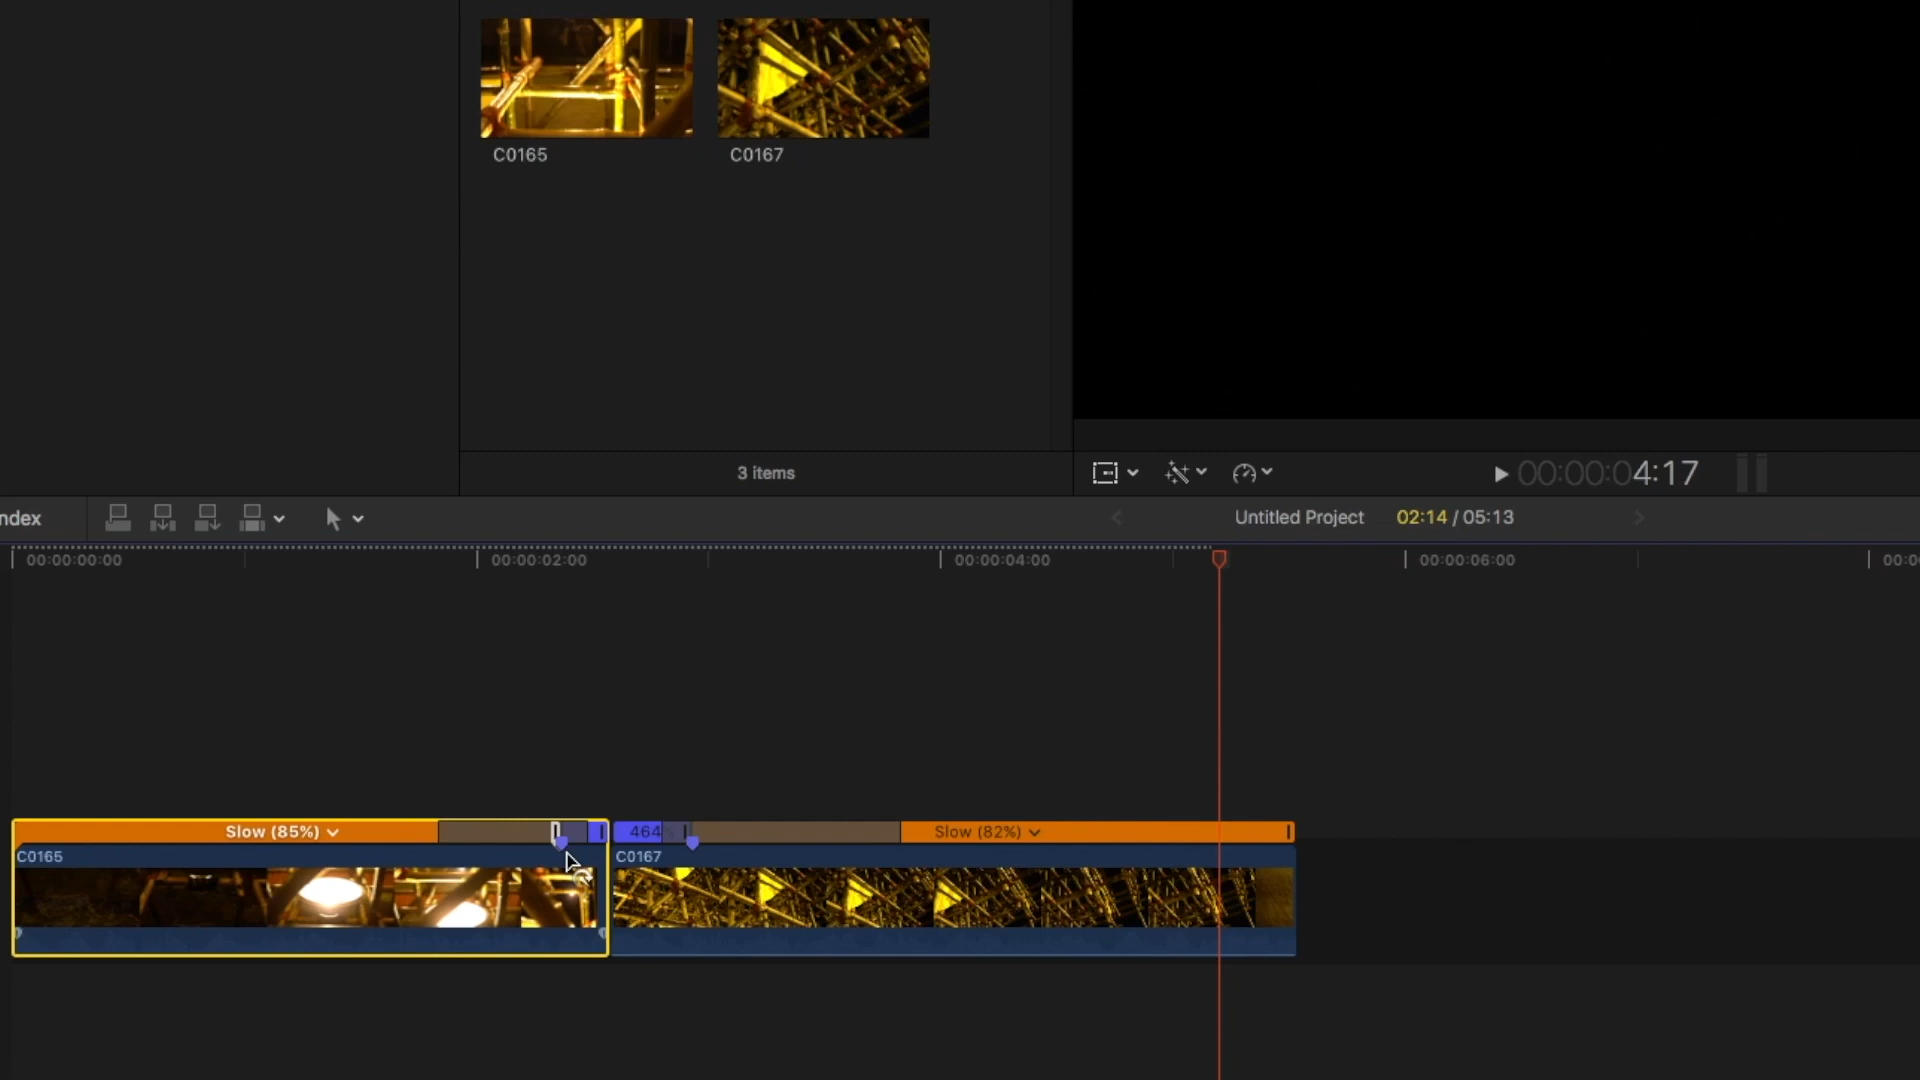 C0165
C0167
3 items
00:00:04:17
ndex
Untitled Project
02:14 / 05:13
00:00:00:00
00:00:02:00
00:00:04:00
00:00:06:00
00:0
Slow (85%)
464
Slow (82%)
C0165
C0167